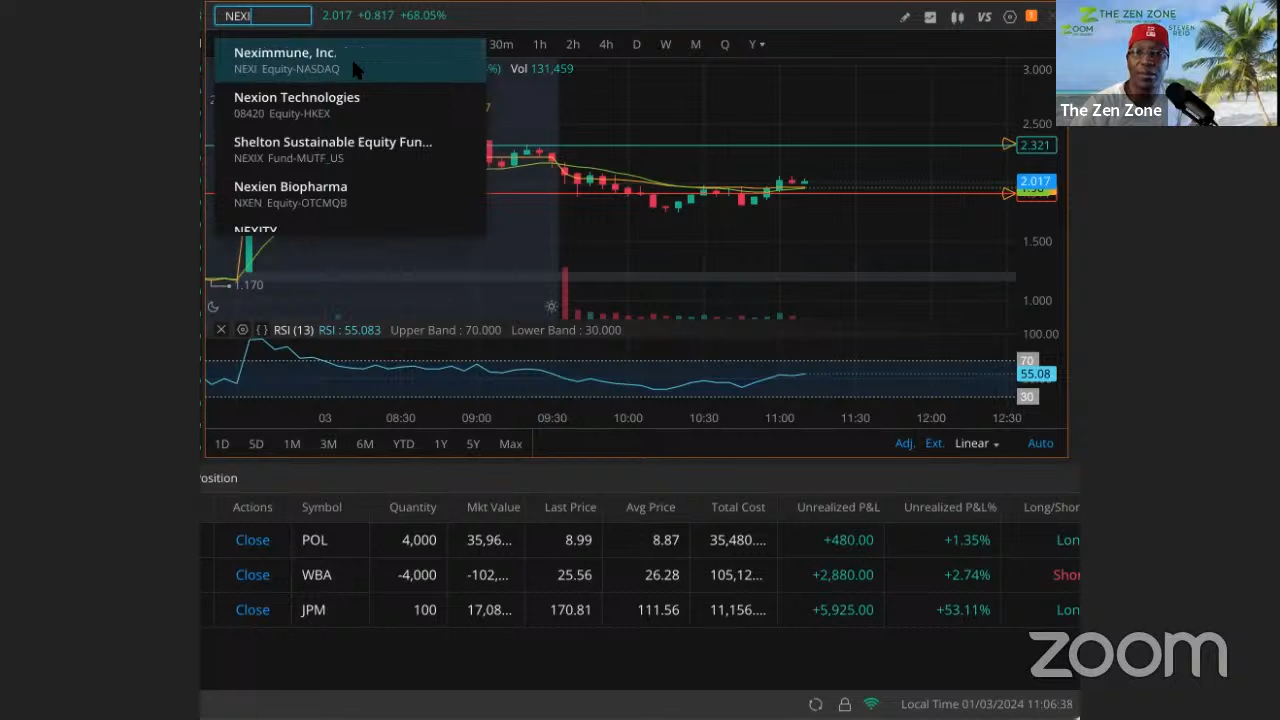 NEXI 2.017 +0.817 +68.05% VS
THE ZEN ZONE
ZOOM
STEVEN
REID
The Zen Zone
30m 1h 2h 4h D W M Q Y
%) Vol 131,459
Neximmune, Inc.
NEXI Equity-NASDAQ
Nexion Technologies
08420 Equity-HKEX
Shelton Sustainable Equity Fun...
NEXIX Fund-MUTF_US
Nexien Biopharma
NXEN Equity-OTCMQB
NEXITY
3.000
2.500
2.321
2.017
1.500
1.000
1.170
RSI (13) RSI : 55.083 Upper Band : 70.000 Lower Band : 30.000
100.00
70
55.08
30
03 08:30 09:00 09:30 10:00 10:30 11:00 11:30 12:00 12:30
1D 5D 1M 3M 6M YTD 1Y 5Y Max Adj. Ext. Linear Auto
osition
Actions Symbol Quantity Mkt Value Last Price Avg Price Total Cost Unrealized P&L Unrealized P&L% Long/Shor
Close POL 4,000 35,96... 8.99 8.87 35,480.... +480.00 +1.35% Lon
Close WBA -4,000 -102,... 25.56 26.28 105,12... +2,880.00 +2.74% Shor
Close JPM 100 17,08... 170.81 111.56 11,156.... +5,925.00 +53.11% Lon
zoom
Local Time 01/03/2024 11:06:38